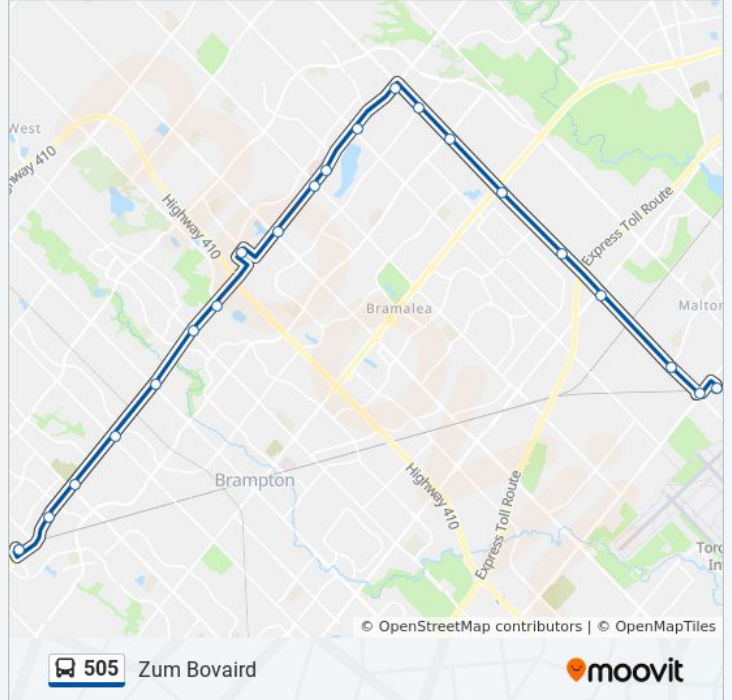 West
way 410
Highway 410
Express Toll Route
Bramalea
Malton
Brampton
Highway 410
Express Toll Route
Toro
In
© OpenStreetMap contributors | © OpenMapTiles
505 Zum Bovaird
moovit